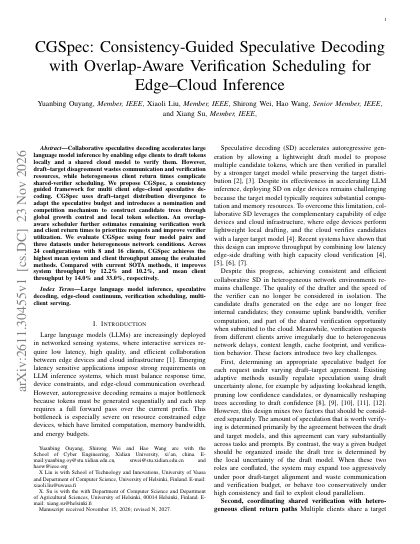 1
CGSpec: Consistency-Guided Speculative Decoding
with Overlap-Aware Verification Scheduling for
Edge–Cloud Inference
Yuanbing Ouyang, Member, IEEE, Xiaoli Liu, Member, IEEE, Shirong Wei, Hao Wang, Senior Member, IEEE,
and Xiang Su, Member, IEEE
arXiv:2611.30455v1 [cs.DC] 23 Nov 2026
Abstract—Collaborative speculative decoding accelerates large
language model inference by enabling edge clients to draft tokens
locally and a shared cloud model to verify them. However,
draft–target disagreement wastes communication and verification
resources, while heterogeneous client return times complicate
shared-verifier scheduling. We propose CGSpec, a consistency
guided framework for multi client edge–cloud speculative de-
coding. CGSpec uses draft–target distribution divergence to
adapt the speculative budget and introduces a nomination and
competition mechanism to construct candidate trees through
global growth control and local token selection. An overlap-
aware scheduler further estimates remaining verification work
and client return times to prioritize requests and improve verifier
utilization. We evaluate CGSpec using four model pairs and
three datasets under heterogeneous network conditions. Across
24 configurations with 8 and 16 clients, CGSpec achieves the
highest mean system and client throughput among the evaluated
methods. Compared with current SOTA methods, it improves
system throughput by 12.2% and 10.2%, and mean client
throughput by 14.0% and 33.0%, respectively.
Index Terms—Large language model inference, speculative
decoding, edge-cloud continuum, verification scheduling, multi-
client serving.
I. INTRODUCTION
Large language models (LLMs) are increasingly deployed
in networked sensing systems, where interactive services
require low latency, high quality, and efficient collaboration
between edge devices and cloud infrastructure [1]. Emerging
latency sensitive applications impose strong requirements on
LLM inference systems, which must balance response time,
device constraints, and edge-cloud communication overhead.
However, autoregressive decoding remains a major bottleneck
because tokens must be generated sequentially and each step
requires a full forward pass over the current prefix. This
bottleneck is especially severe on resource constrained edge
devices, which have limited computation, memory bandwidth,
and energy budgets.
Yuanbing Ouyang, Shirong Wei and Hao Wang are with the
School of Cyber Engineering, Xidian University, xi'an, china. E-
haow@ieee.org
X. Liu is with School of Technology and Innovations, University of Vaasa
and Department of Computer Science, University of Helsinki, Finland. E-mail:
X. Su is with the with Department of Computer Science and Department
of Agricultural Sciences, University of Helsinki, 00014 Helsinki, Finland. E-
Manuscript received November 15, 2026; revised N, 2027.
Speculative decoding (SD) accelerates autoregressive gen-
eration by allowing a lightweight draft model to propose
multiple candidate tokens, which are then verified in parallel
by a stronger target model while preserving the target distri-
bution [2], [3]. Despite its effectiveness in accelerating LLM
inference, deploying SD on edge devices remains challenging
because the target model typically requires substantial compu-
tation and memory resources. To overcome this limitation, col-
laborative SD leverages the complementary capability of edge
devices and cloud infrastructure, where edge devices perform
lightweight local drafting, and the cloud verifies candidates
with a larger target model [4]. Recent systems have shown that
this design can improve throughput by combining low latency
edge-side drafting with high capacity cloud verification [4],
[5], [6], [7].
Despite this progress, achieving consistent and efficient
collaborative SD in heterogeneous network environments re-
mains challenge. The quality of the drafter and the speed of
the verifier can no longer be considered in isolation. The
candidate drafts generated on the edge are no longer free
internal candidates; they consume uplink bandwidth, verifier
computation, and part of the shared verification opportunity
when submitted to the cloud. Meanwhile, verification requests
from different clients arrive irregularly due to heterogeneous
network delays, context length, cache footprint, and verifica-
tion behavior. These factors introduce two key challenges.
First, determining an appropriate speculative budget for
each request under varying draft–target agreement. Existing
adaptive methods usually regulate speculation using draft
uncertainty alone, for example by adjusting lookahead length,
pruning low confidence candidates, or dynamically reshaping
trees according to draft confidence [8], [9], [10], [11], [12].
However, this design mixes two factors that should be consid-
ered separately. The amount of speculation that is worth verify-
ing is determined primarily by the agreement between the draft
and target models, and this agreement can vary substantially
across tasks and prompts. By contrast, the way a given budget
should be organized inside the draft tree is determined by
the local uncertainty of the draft model. When these two
roles are conflated, the system may expand too aggressively
under poor draft-target alignment and waste communication
and verification budget, or behave too conservatively under
high consistency and fail to exploit cloud parallelism.
Second, coordinating shared verification with heteroge-
neous client return paths Multiple clients share a target